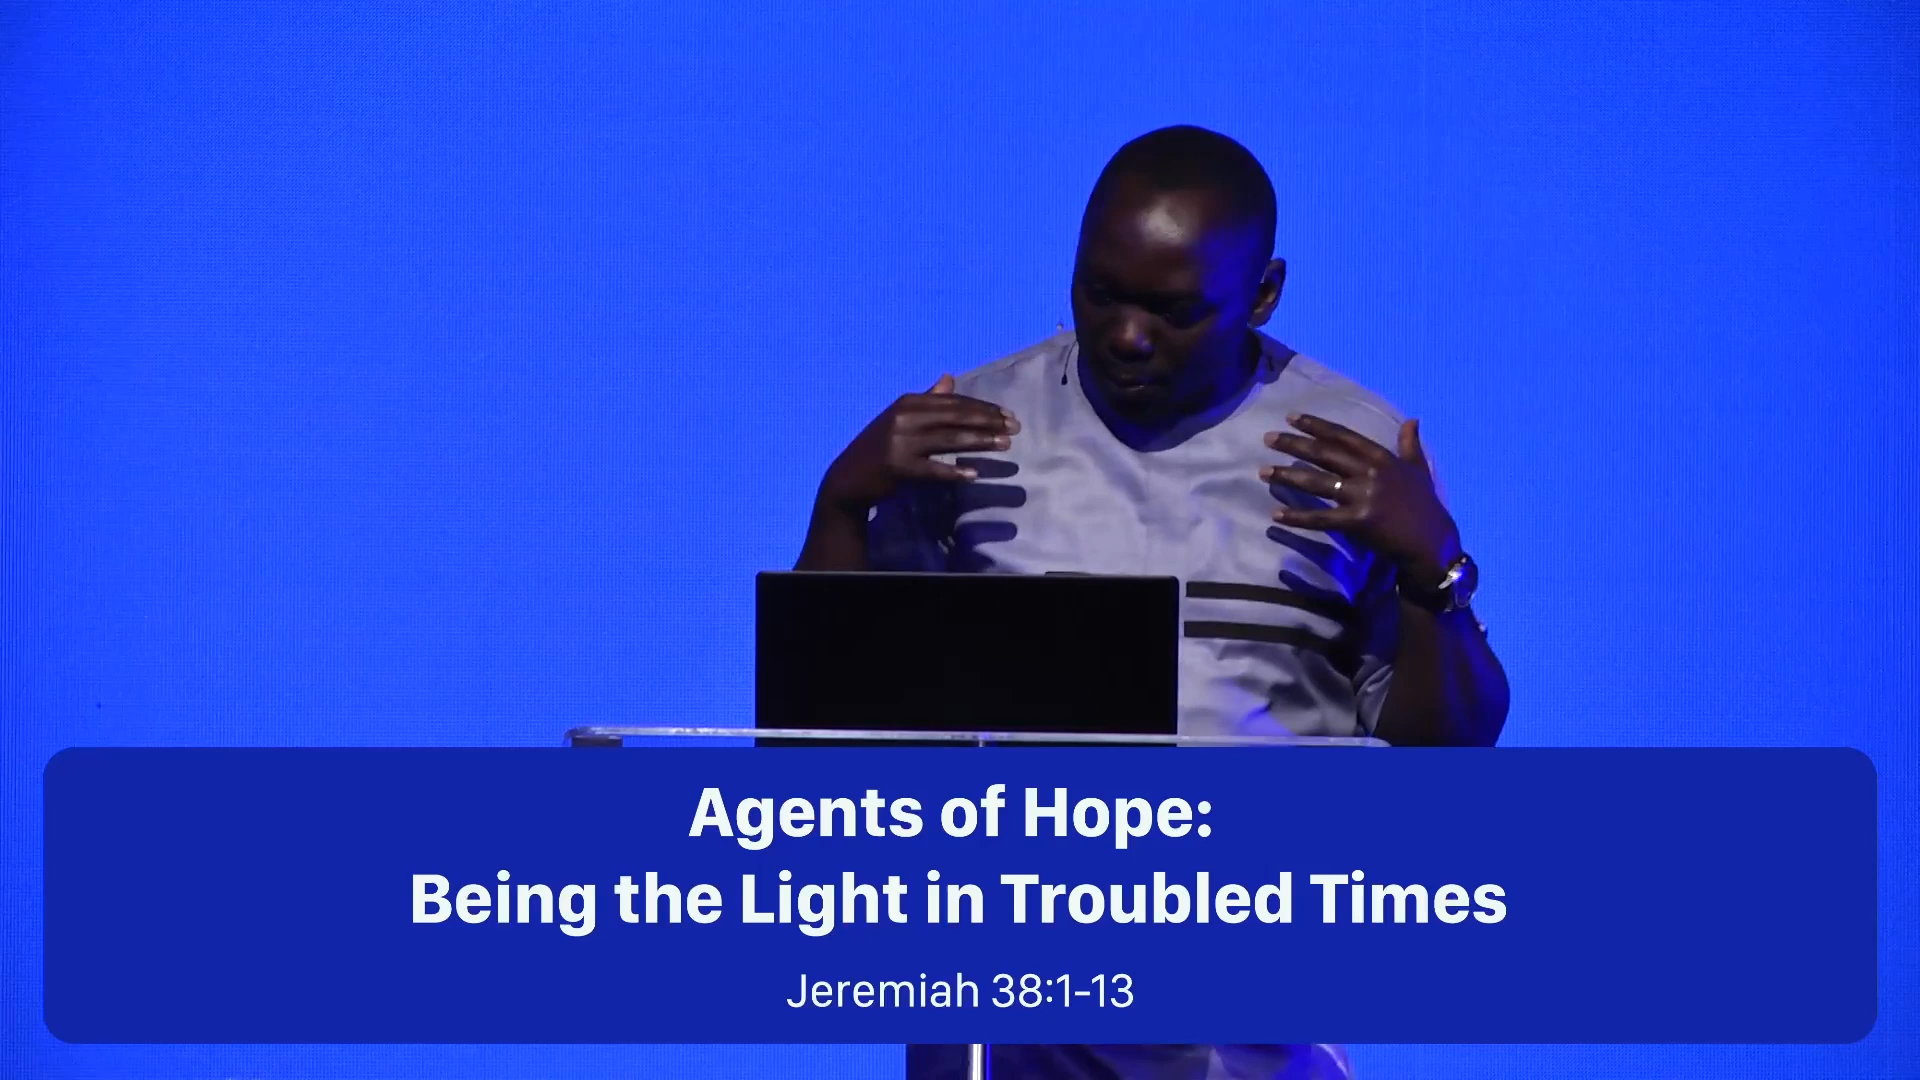 Agents of Hope:
Being the Light in Troubled Times
Jeremiah 38:1-13